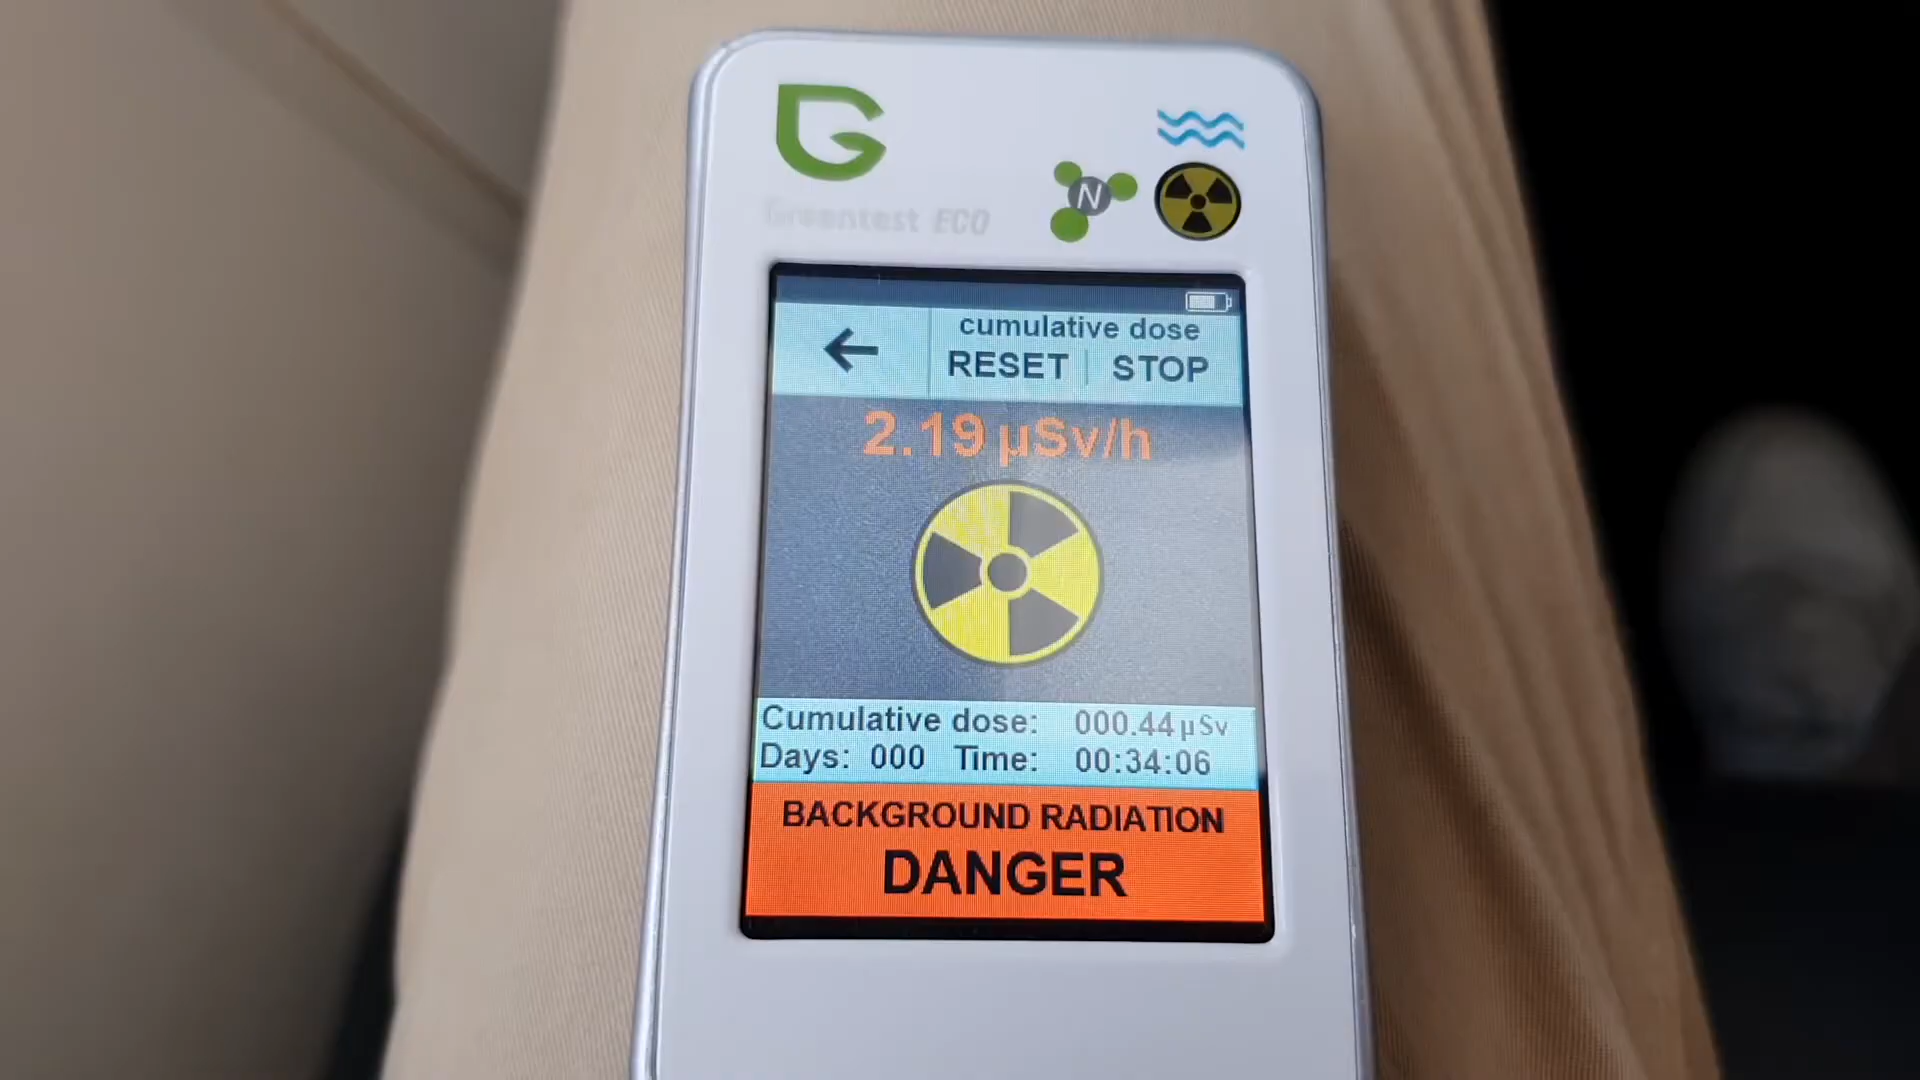 Greentest ECO
N
cumulative dose
RESET STOP
2.19 µSv/h
Cumulative dose: 000.44 µSv
Days: 000 Time: 00:34:06
BACKGROUND RADIATION
DANGER